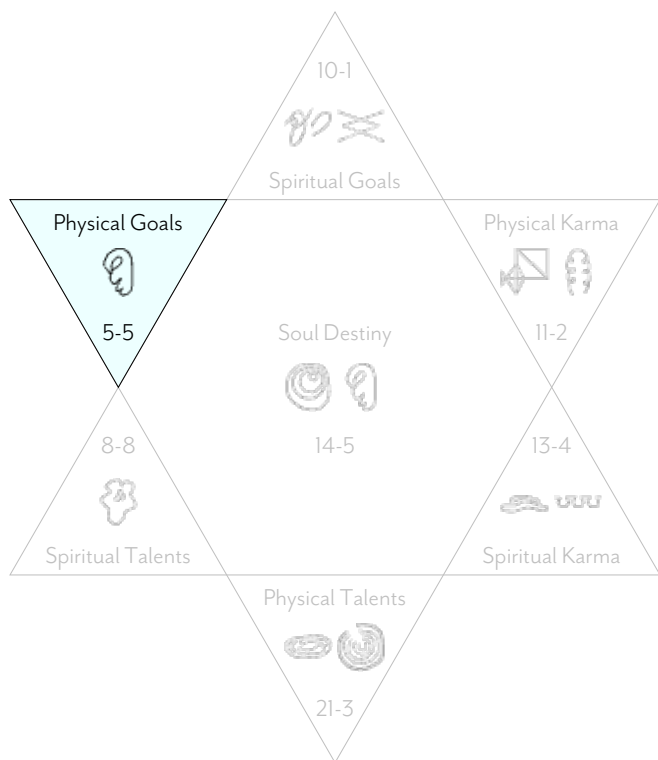 10-1
Spiritual Goals
Physical Goals
5-5
Physical Karma
11-2
Soul Destiny
14-5
8-8
Spiritual Talents
13-4
Spiritual Karma
Physical Talents
21-3